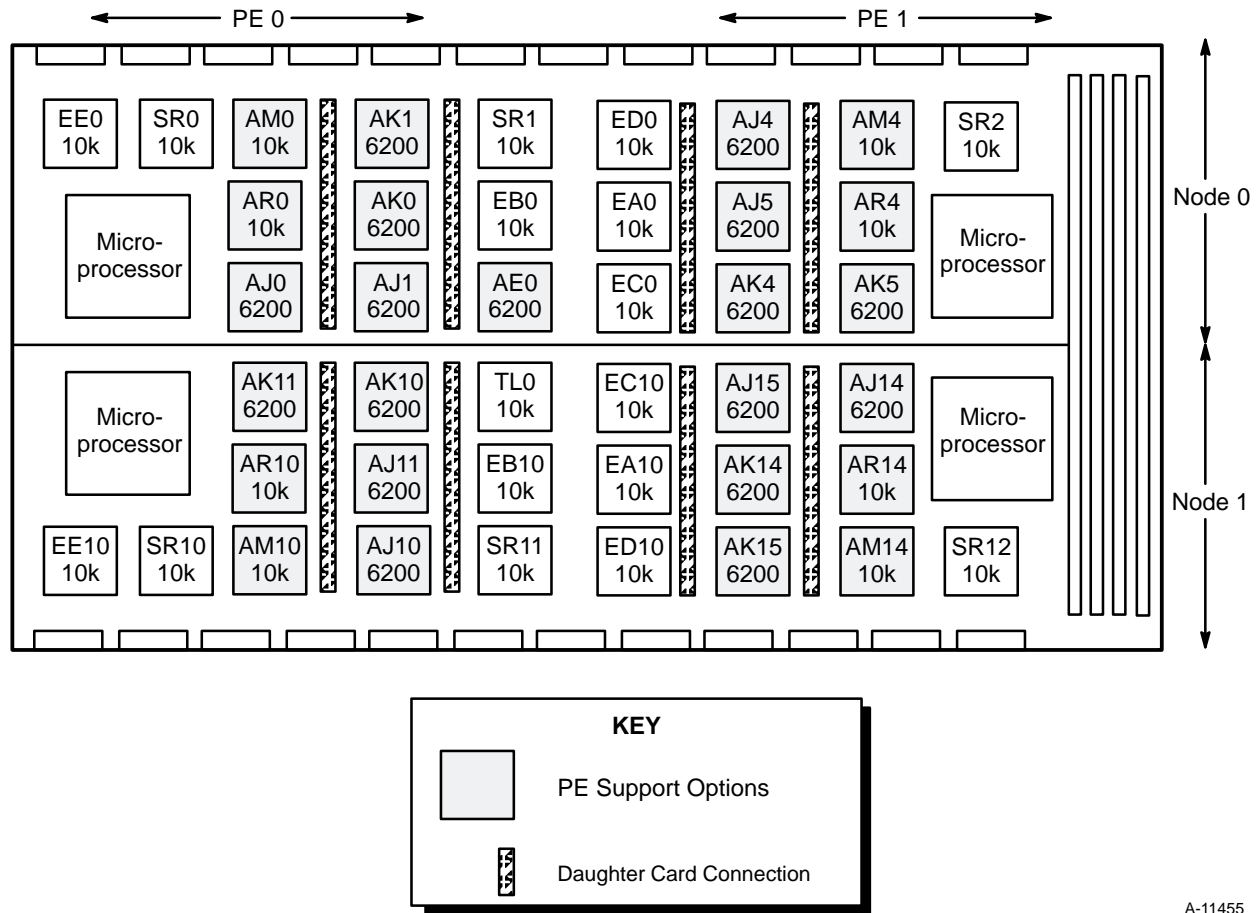 PE 0
PE 1
EE0
10k
SR0
10k
AM0
10k
AK1
6200
SR1
10k
ED0
10k
AJ4
6200
AM4
10k
SR2
10k
AR0
10k
AK0
6200
EB0
10k
EA0
10k
AJ5
6200
AR4
10k
Micro-
processor
Micro-
processor
Node 0
AJ0
6200
AJ1
6200
AE0
6200
EC0
10k
AK4
6200
AK5
6200
AK11
6200
AK10
6200
TL0
10k
EC10
10k
AJ15
6200
AJ14
6200
Micro-
processor
Micro-
processor
AR10
10k
AJ11
6200
EB10
10k
EA10
10k
AK14
6200
AR14
10k
Node 1
EE10
10k
SR10
10k
AM10
10k
AJ10
6200
SR11
10k
ED10
10k
AK15
6200
AM14
10k
SR12
10k
KEY
PE Support Options
Daughter Card Connection
A-11455